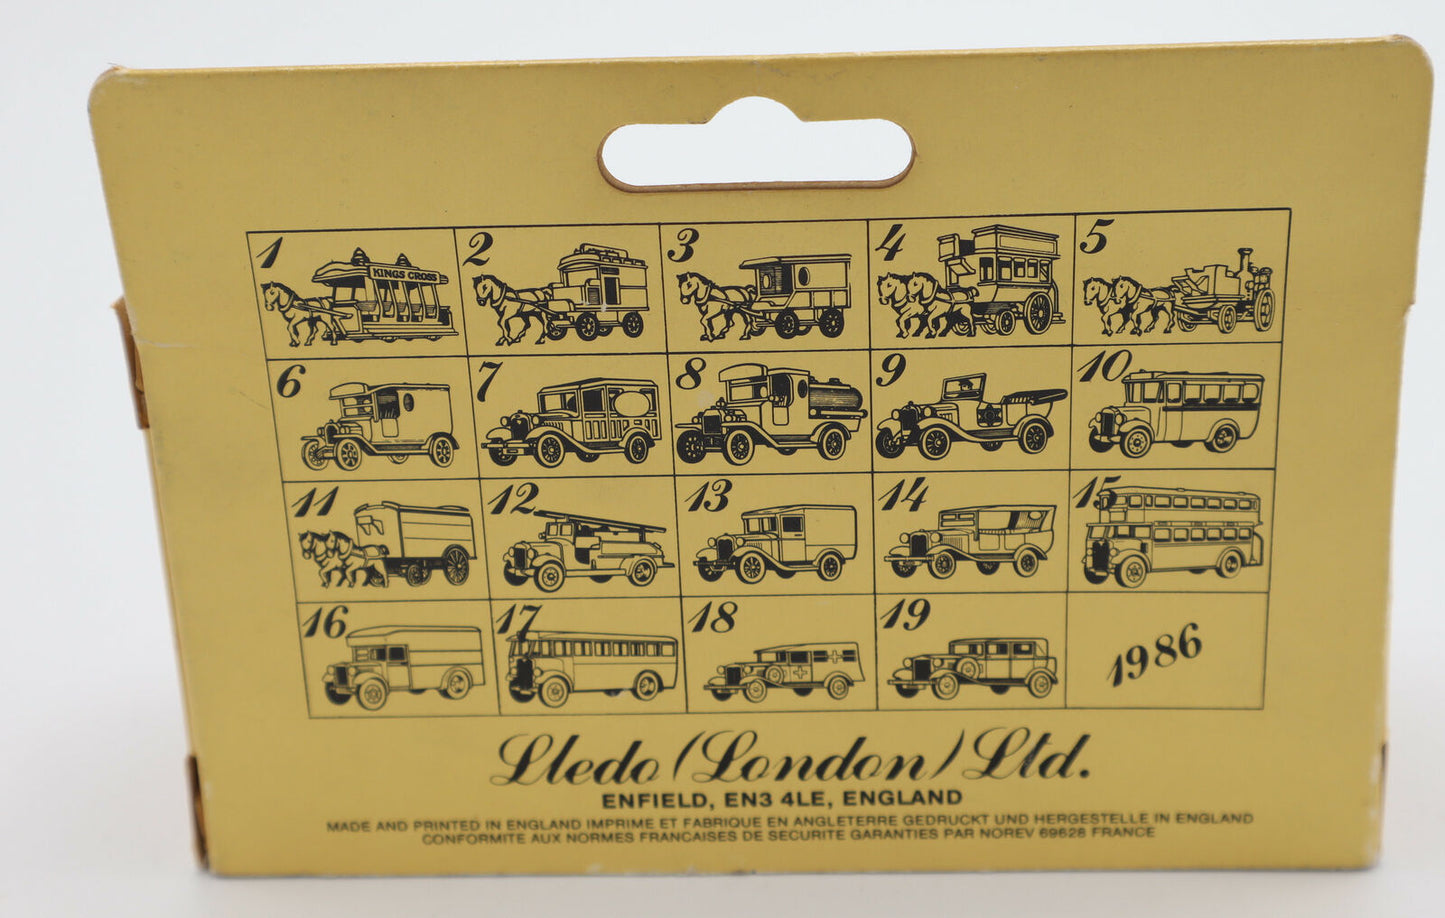 1 2 3 4 5
KINGS CROSS
6 7 8 9 10
11 12 13 14 15
16 17 18 19 1986
Lledo (London) Ltd.
ENFIELD, EN3 4LE, ENGLAND
MADE AND PRINTED IN ENGLAND IMPRIME ET FABRIQUE EN ANGLETERRE GEDRUCKT UND HERGESTELLE IN ENGLAND
CONFORMITE AUX NORMES FRANCAISES DE SECURITE GARANTIES PAR NOREV 69628 FRANCE